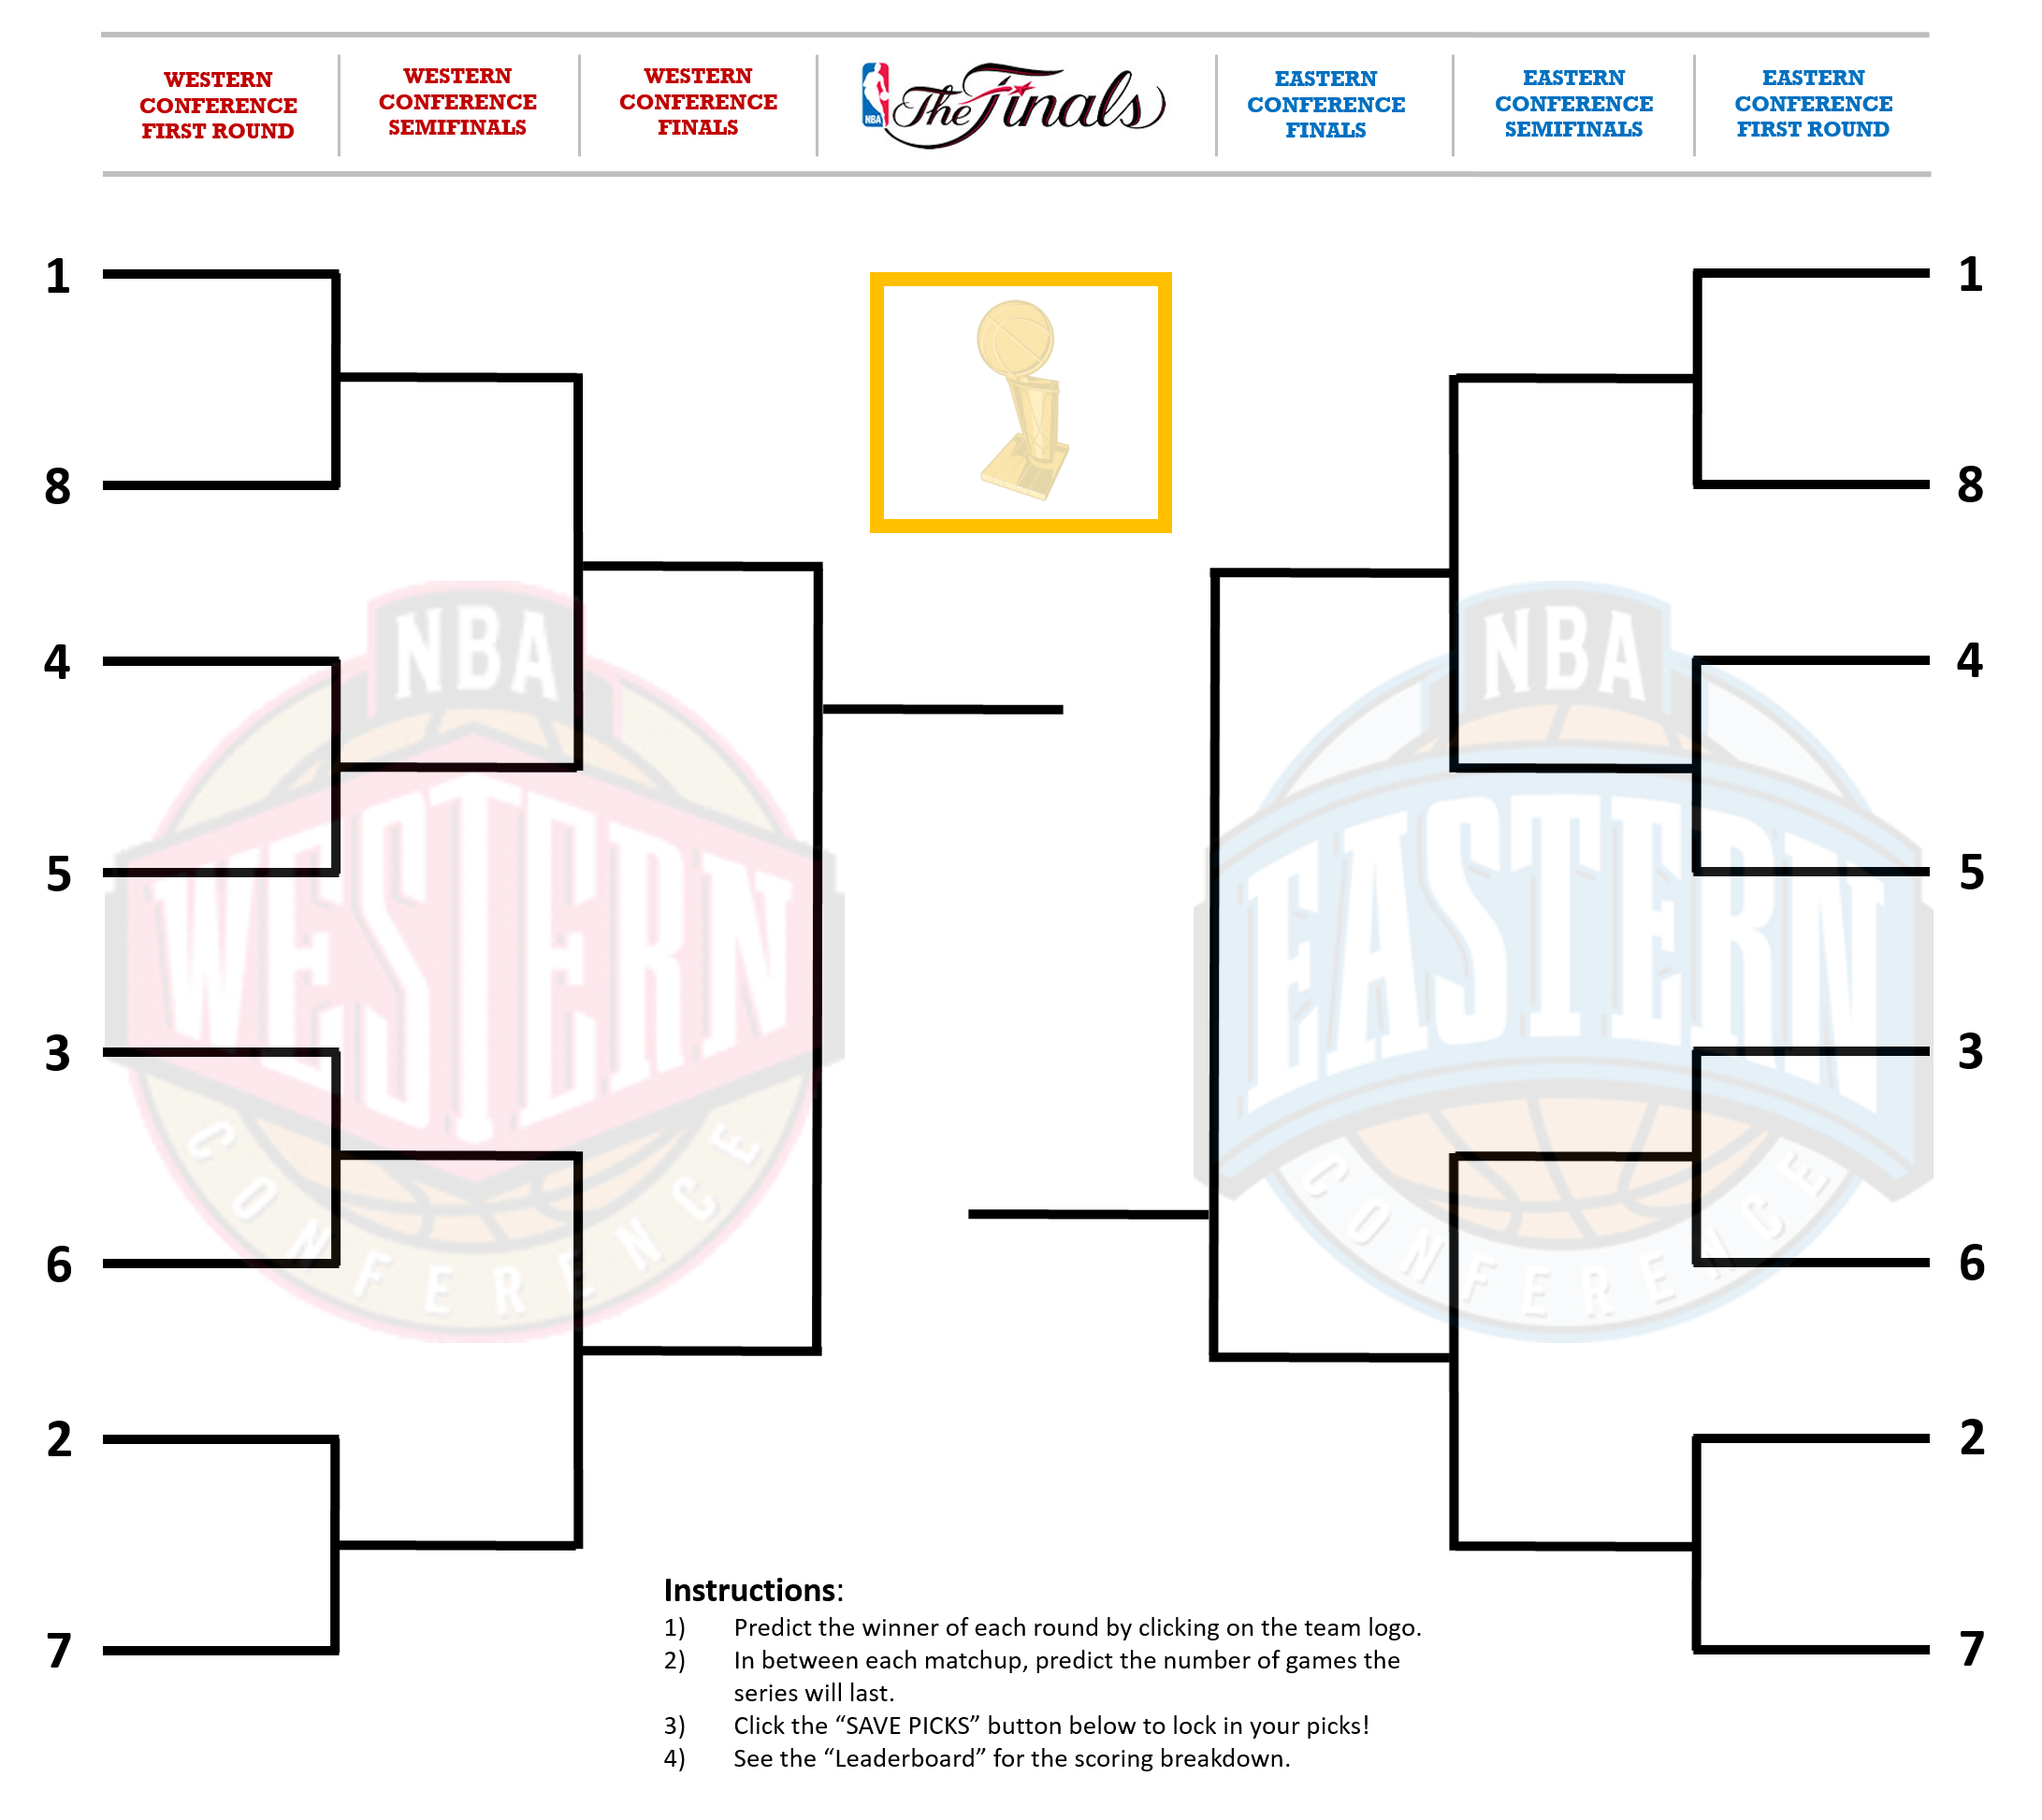 WESTERN
CONFERENCE
FIRST ROUND
WESTERN
CONFERENCE
SEMIFINALS
WESTERN
CONFERENCE
FINALS
NBA
The Finals
EASTERN
CONFERENCE
FINALS
EASTERN
CONFERENCE
SEMIFINALS
EASTERN
CONFERENCE
FIRST ROUND
1
8
4
5
3
6
2
7
NBA
WESTERN
CONFERENCE
NBA
EASTERN
CONFERENCE
1
8
4
5
3
6
2
7
Instructions:
1) Predict the winner of each round by clicking on the team logo.
2) In between each matchup, predict the number of games the
series will last.
3) Click the “SAVE PICKS” button below to lock in your picks!
4) See the “Leaderboard” for the scoring breakdown.